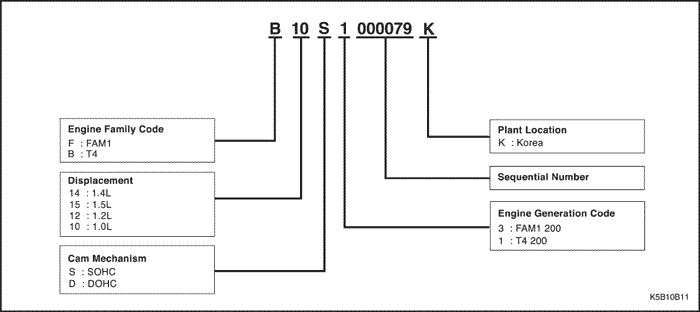 B 10 S 1 000079 K
Engine Family Code
F : FAM1
B : T4
Displacement
14 : 1.4L
15 : 1.5L
12 : 1.2L
10 : 1.0L
Cam Mechanism
S : SOHC
D : DOHC
Plant Location
K : Korea
Sequential Number
Engine Generation Code
3 : FAM1 200
1 : T4 200
K5B10B11